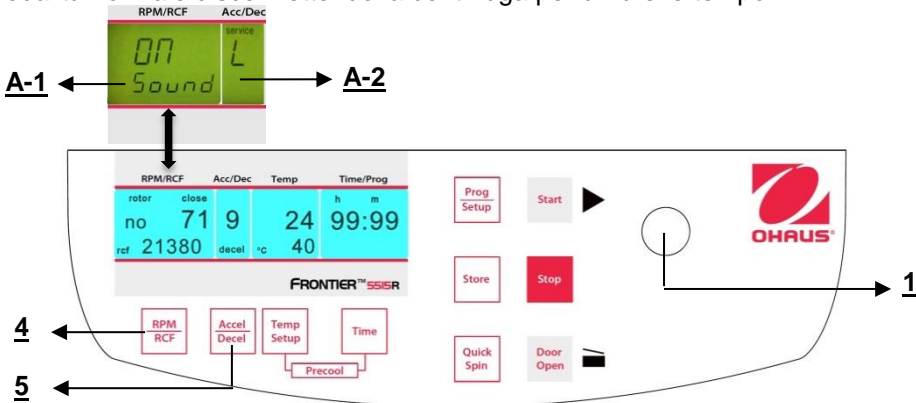 RPM/RCF Acc/Dec
service
ON L
Sound
A-1 A-2
RPM/RCF Acc/Dec Temp Time/Prog
rotor close h m
no 71 9 24 99:99
rcf 21380 decel °C 40
FRONTIER™ 5515R
Prog Setup
Start
OHAUS®
Store
Stop
1
4
RPM RCF
Accel Decel
Temp Setup
Time
Precool
Quick Spin
Door Open
5